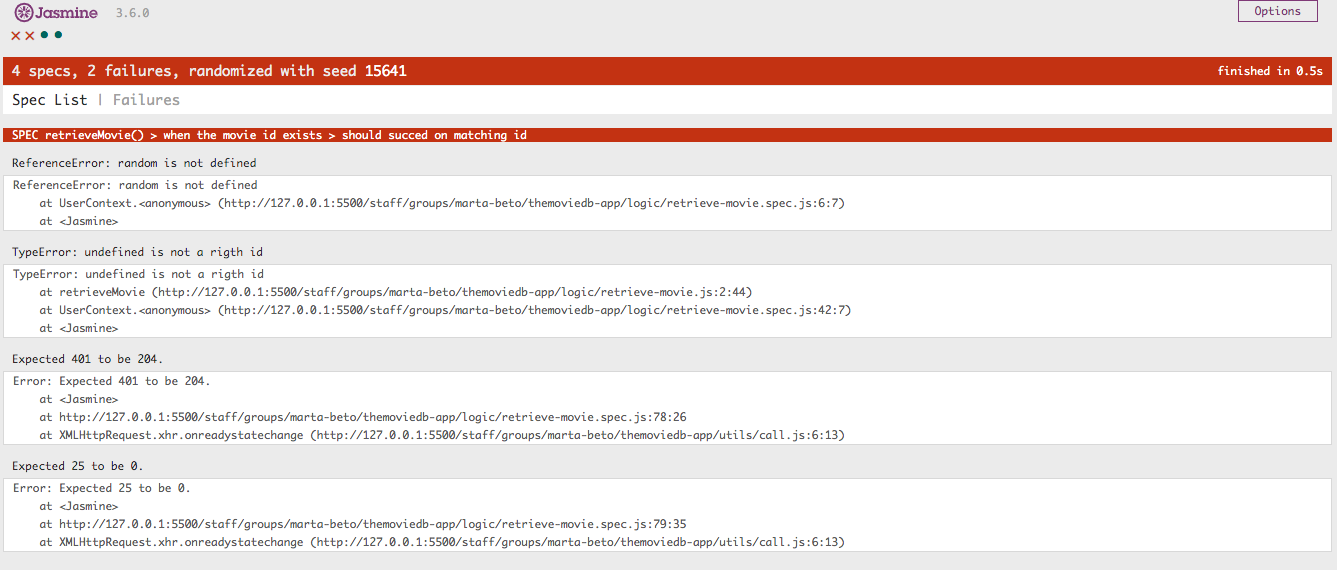 Jasmine 3.6.0 Options
4 specs, 2 failures, randomized with seed 15641 finished in 0.5s
Spec List | Failures
SPEC retrieveMovie() > when the movie id exists > should succed on matching id
ReferenceError: random is not defined
ReferenceError: random is not defined
at UserContext.<anonymous> (http://127.0.0.1:5500/staff/groups/marta-beto/themoviedb-app/logic/retrieve-movie.spec.js:6:7)
at <Jasmine>
TypeError: undefined is not a rigth id
TypeError: undefined is not a rigth id
at retrieveMovie (http://127.0.0.1:5500/staff/groups/marta-beto/themoviedb-app/logic/retrieve-movie.js:2:44)
at UserContext.<anonymous> (http://127.0.0.1:5500/staff/groups/marta-beto/themoviedb-app/logic/retrieve-movie.spec.js:42:7)
at <Jasmine>
Expected 401 to be 204.
Error: Expected 401 to be 204.
at <Jasmine>
at http://127.0.0.1:5500/staff/groups/marta-beto/themoviedb-app/logic/retrieve-movie.spec.js:78:26
at XMLHttpRequest.xhr.onreadystatechange (http://127.0.0.1:5500/staff/groups/marta-beto/themoviedb-app/utils/call.js:6:13)
Expected 25 to be 0.
Error: Expected 25 to be 0.
at <Jasmine>
at http://127.0.0.1:5500/staff/groups/marta-beto/themoviedb-app/logic/retrieve-movie.spec.js:79:35
at XMLHttpRequest.xhr.onreadystatechange (http://127.0.0.1:5500/staff/groups/marta-beto/themoviedb-app/utils/call.js:6:13)